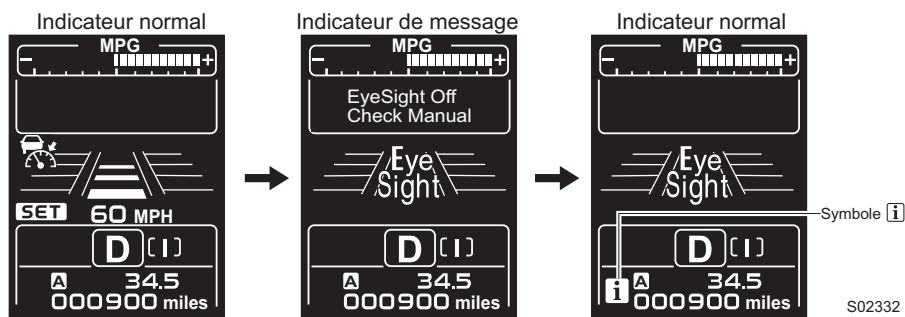 Indicateur normal
MPG
- +
SET 60 MPH
D [I]
A 34.5
000900 miles
Indicateur de message
MPG
- +
EyeSight Off
Check Manual
Eye
Sight
D [I]
A 34.5
000900 miles
Indicateur normal
MPG
- +
Eye
Sight
D [I]
A 34.5
i 000900 miles
Symbole i
S02332